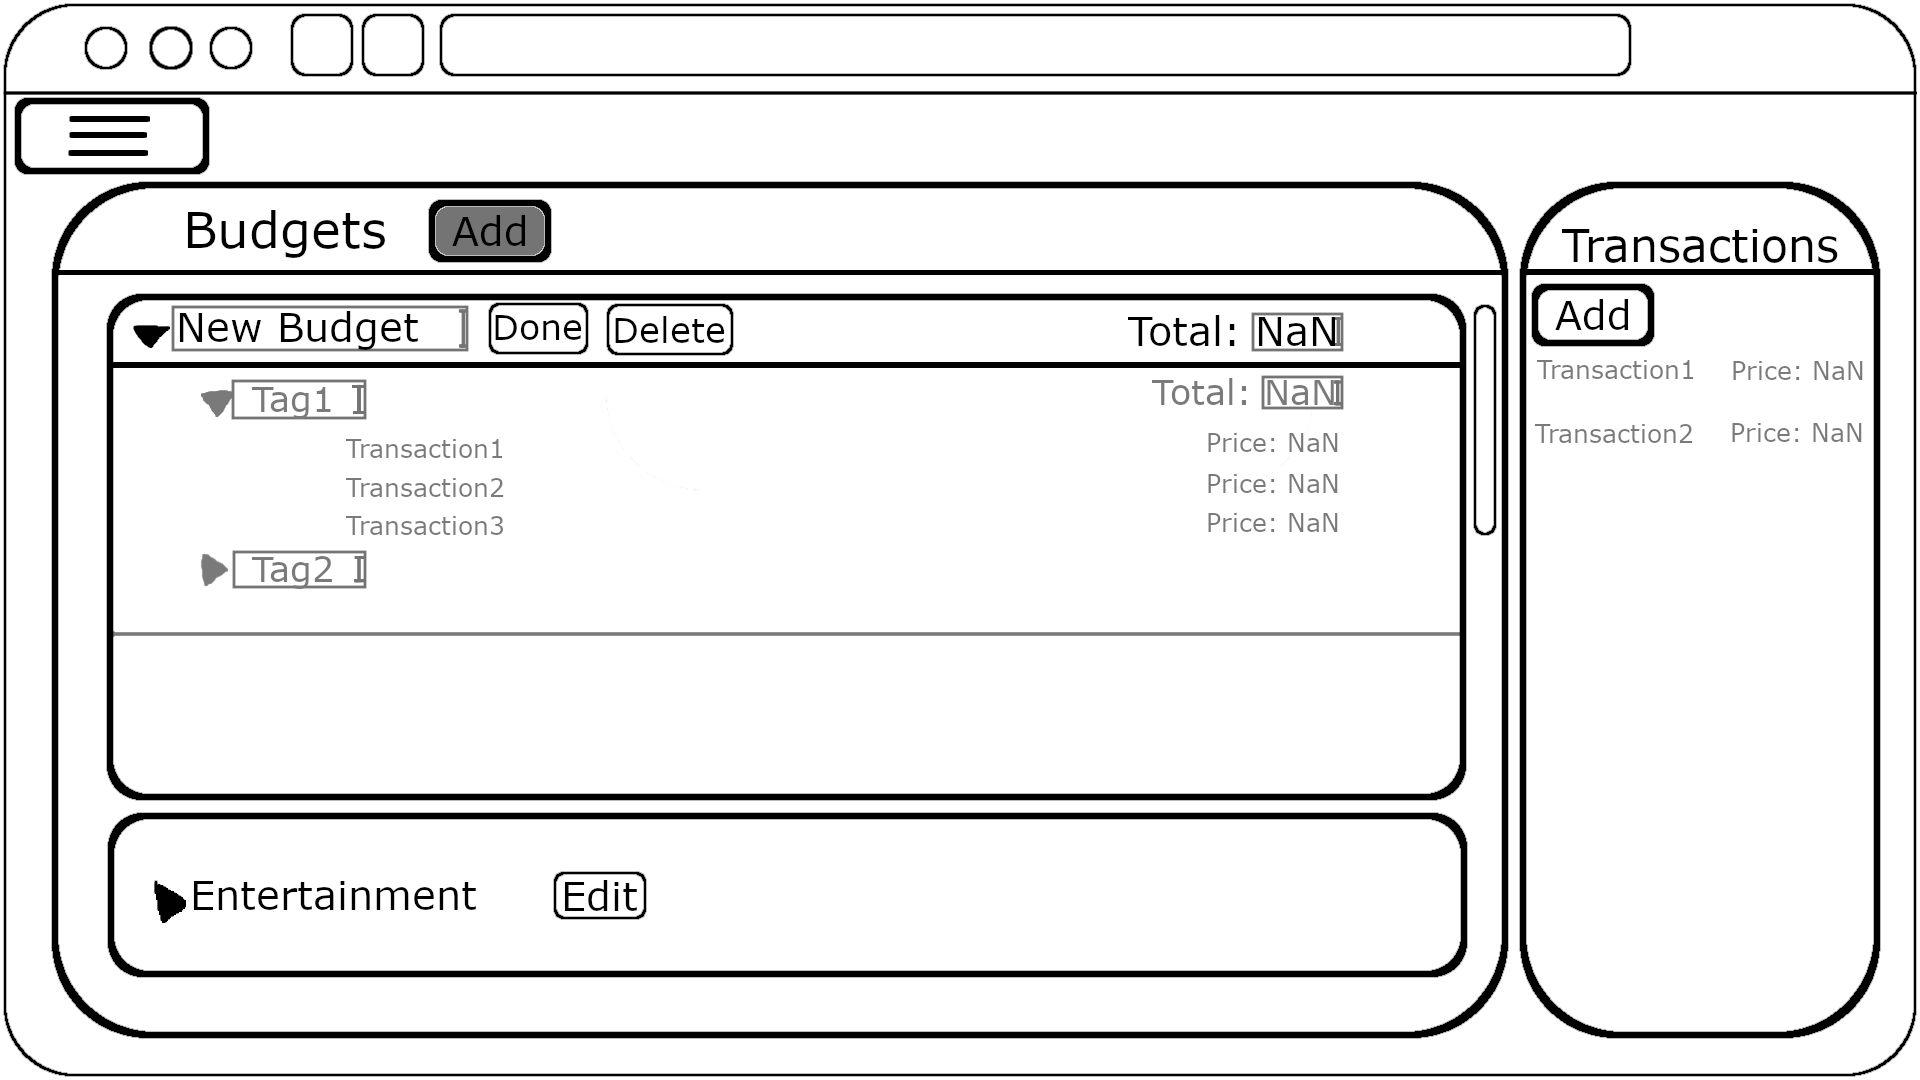 Budgets Add
New Budget Done Delete Total: NaN
Tag1 Total: NaN
Transaction1 Price: NaN
Transaction2 Price: NaN
Transaction3 Price: NaN
Tag2
Entertainment Edit
Transactions
Add
Transaction1 Price: NaN
Transaction2 Price: NaN